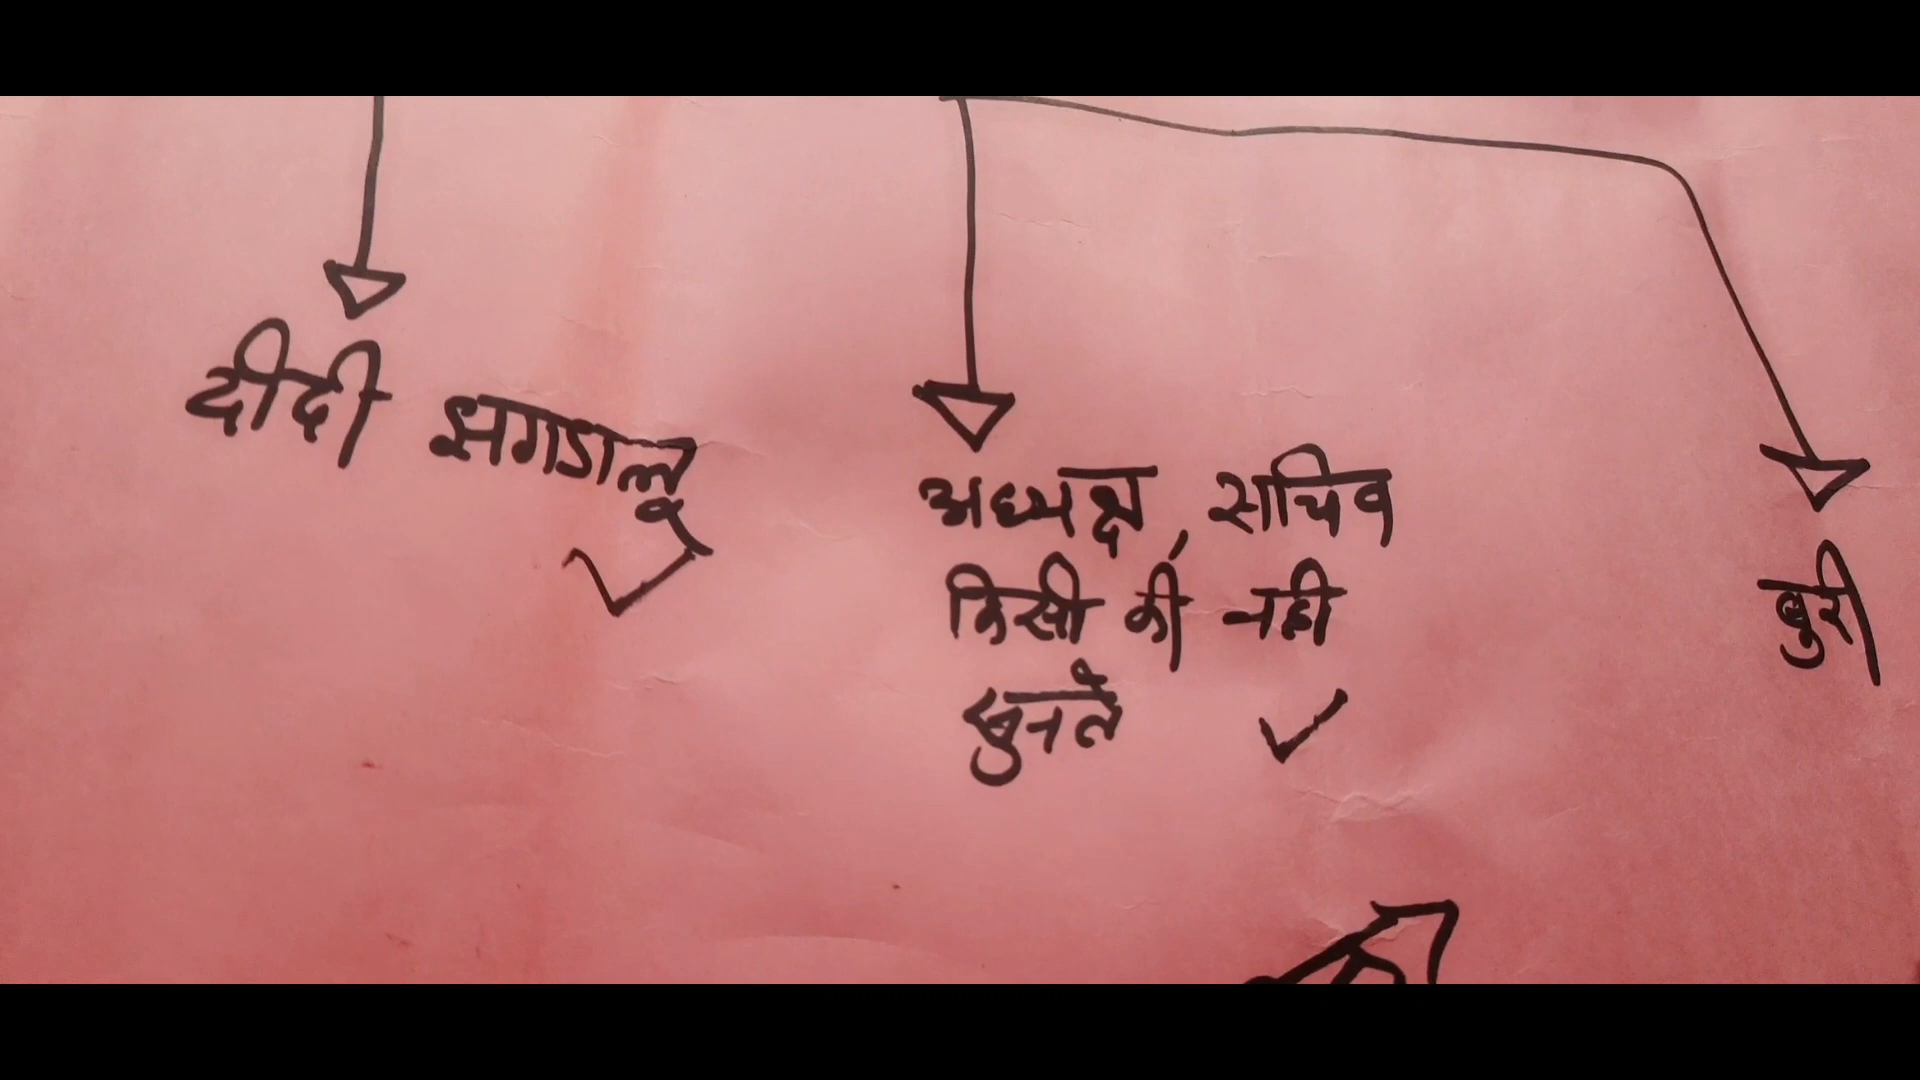 दीदी झगडालू
अध्यक्ष, सचिव
किसी की नही
सुनते
बुरी